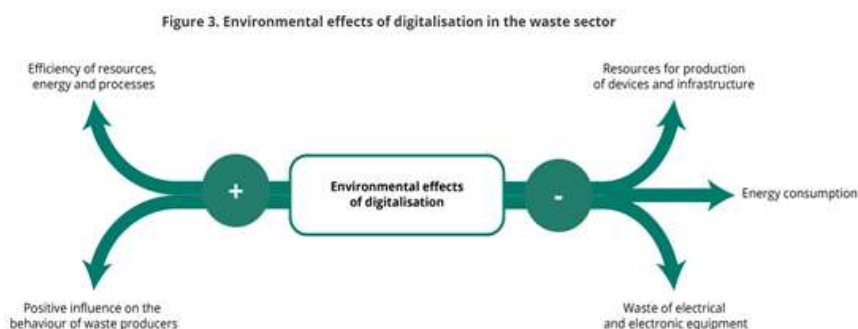 Figure 3. Environmental effects of digitalisation in the waste sector
Efficiency of resources,
energy and processes
Resources for production
of devices and infrastructure
+
Environmental effects
of digitalisation
-
Energy consumption
Positive influence on the
behaviour of waste producers
Waste of electrical
and electronic equipment